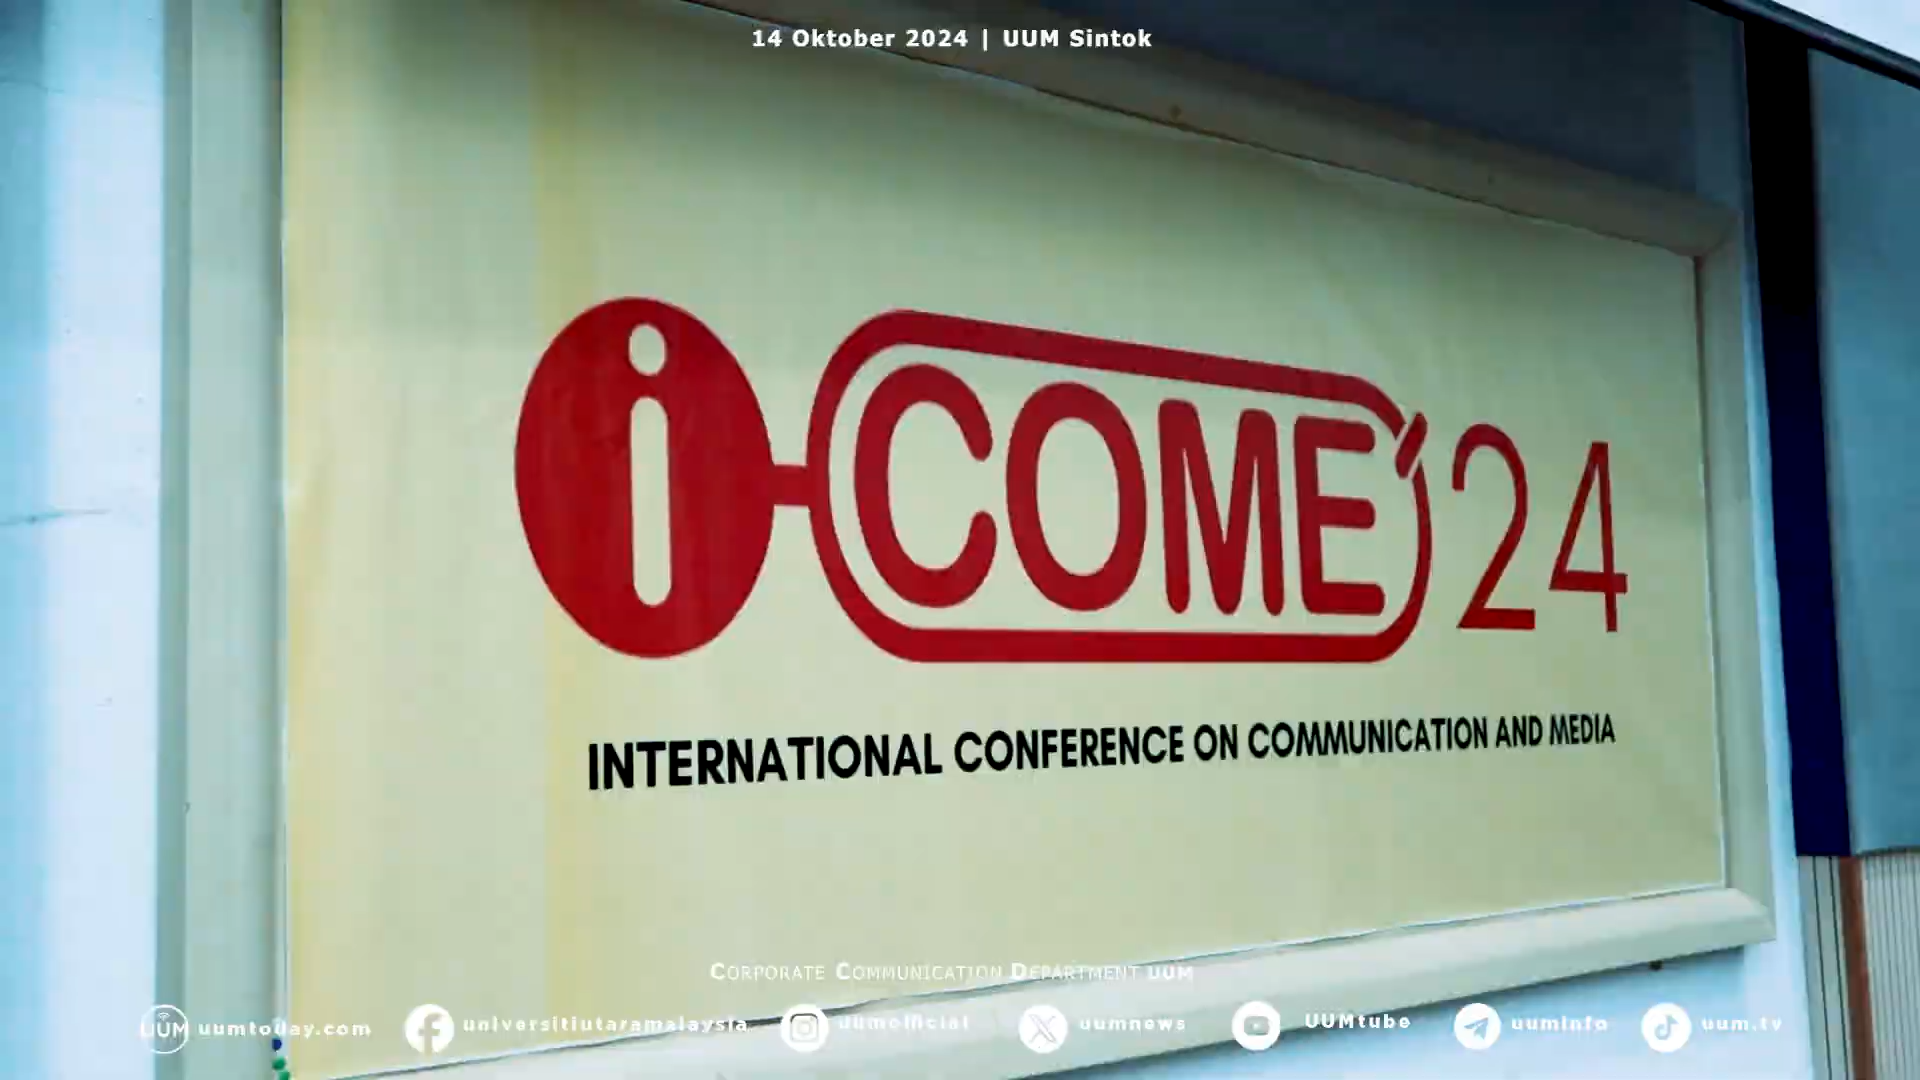 14 Oktober 2024 | UUM Sintok
i-COME'24
INTERNATIONAL CONFERENCE ON COMMUNICATION AND MEDIA
CORPORATE COMMUNICATION DEPARTMENT UUM
UUM uumtoday.com universitiutaramalaysia uumofficial uumnews UUMtube uuminfo uum.tv